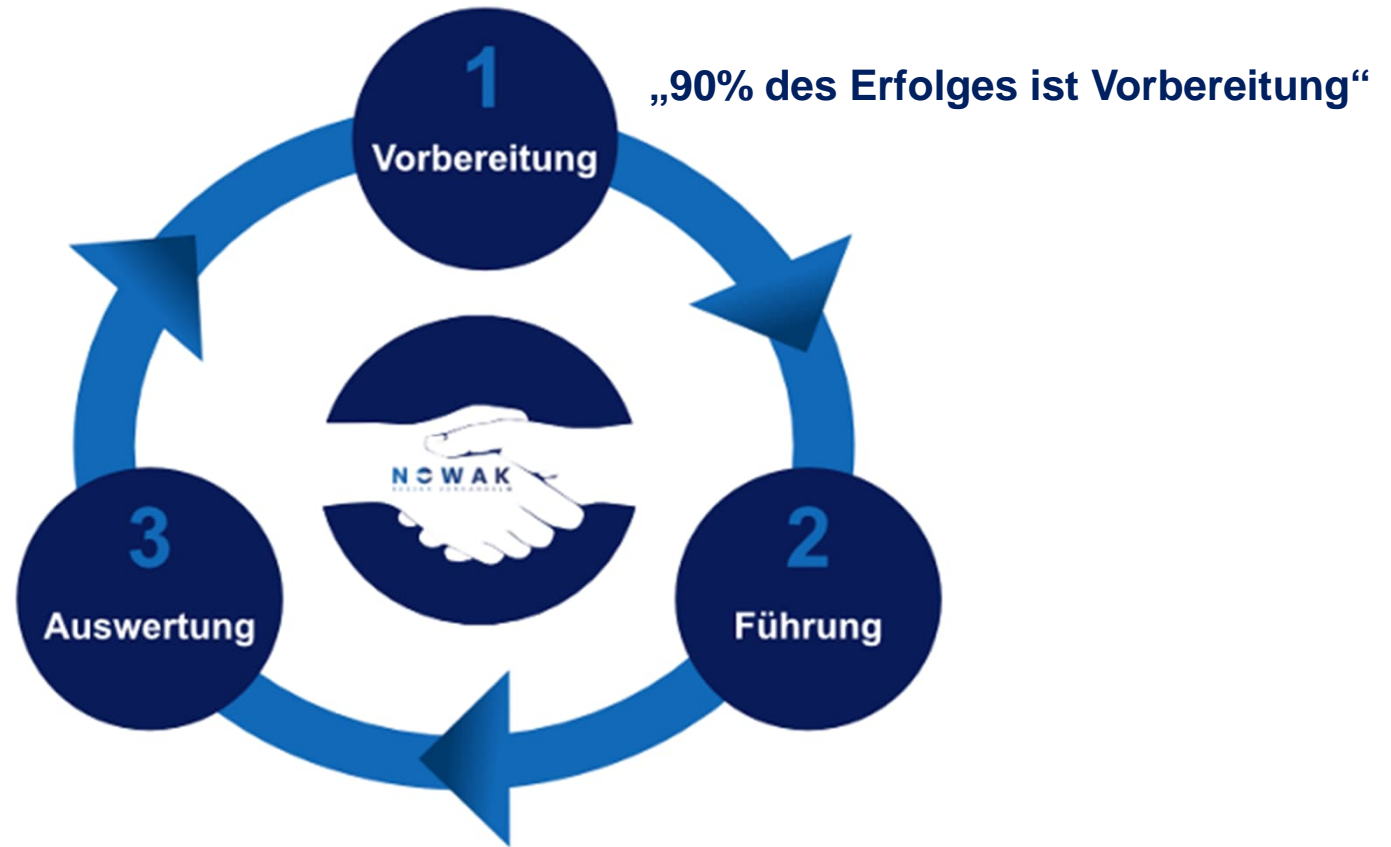 1
Vorbereitung
„90% des Erfolges ist Vorbereitung“
NOWAK
3
Auswertung
2
Führung